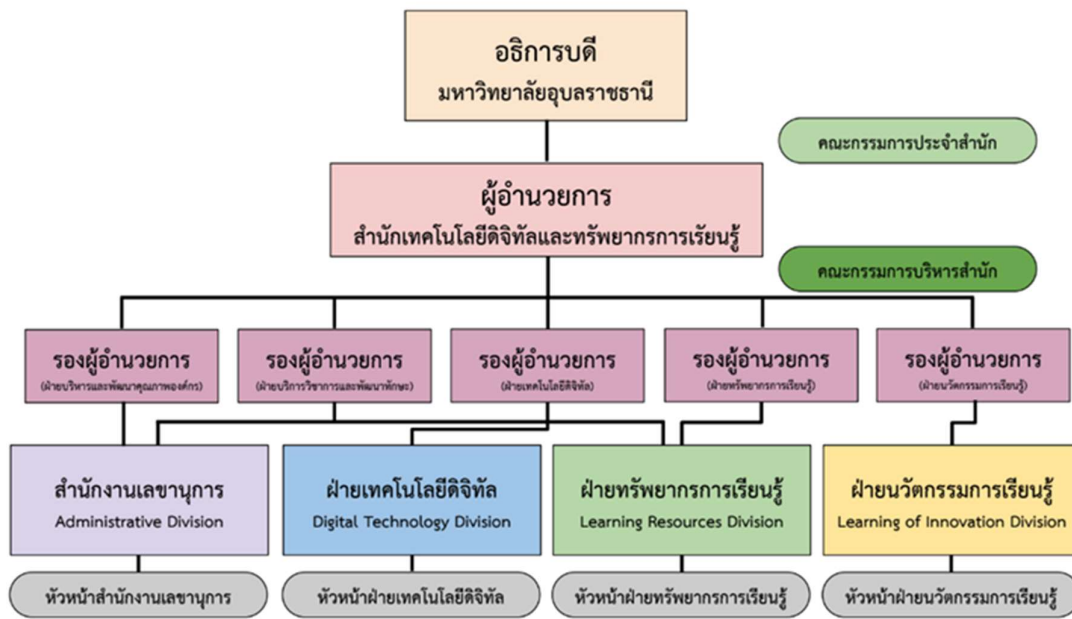 อธิการบดี
มหาวิทยาลัยอุบลราชธานี
คณะกรรมการประจำสำนัก
ผู้อำนวยการ
สำนักเทคโนโลยีดิจิทัลและทรัพยากรการเรียนรู้
คณะกรรมการบริหารสำนัก
รองผู้อำนวยการ
(ฝ่ายบริหารและพัฒนาคุณภาพองค์กร)
รองผู้อำนวยการ
(ฝ่ายบริการวิชาการและพัฒนาทักษะ)
รองผู้อำนวยการ
(ฝ่ายเทคโนโลยีดิจิทัล)
รองผู้อำนวยการ
(ฝ่ายทรัพยากรการเรียนรู้)
รองผู้อำนวยการ
(ฝ่ายนวัตกรรมการเรียนรู้)
สำนักงานเลขานุการ
Administrative Division
ฝ่ายเทคโนโลยีดิจิทัล
Digital Technology Division
ฝ่ายทรัพยากรการเรียนรู้
Learning Resources Division
ฝ่ายนวัตกรรมการเรียนรู้
Learning of Innovation Division
หัวหน้าสำนักงานเลขานุการ
หัวหน้าฝ่ายเทคโนโลยีดิจิทัล
หัวหน้าฝ่ายทรัพยากรการเรียนรู้
หัวหน้าฝ่ายนวัตกรรมการเรียนรู้